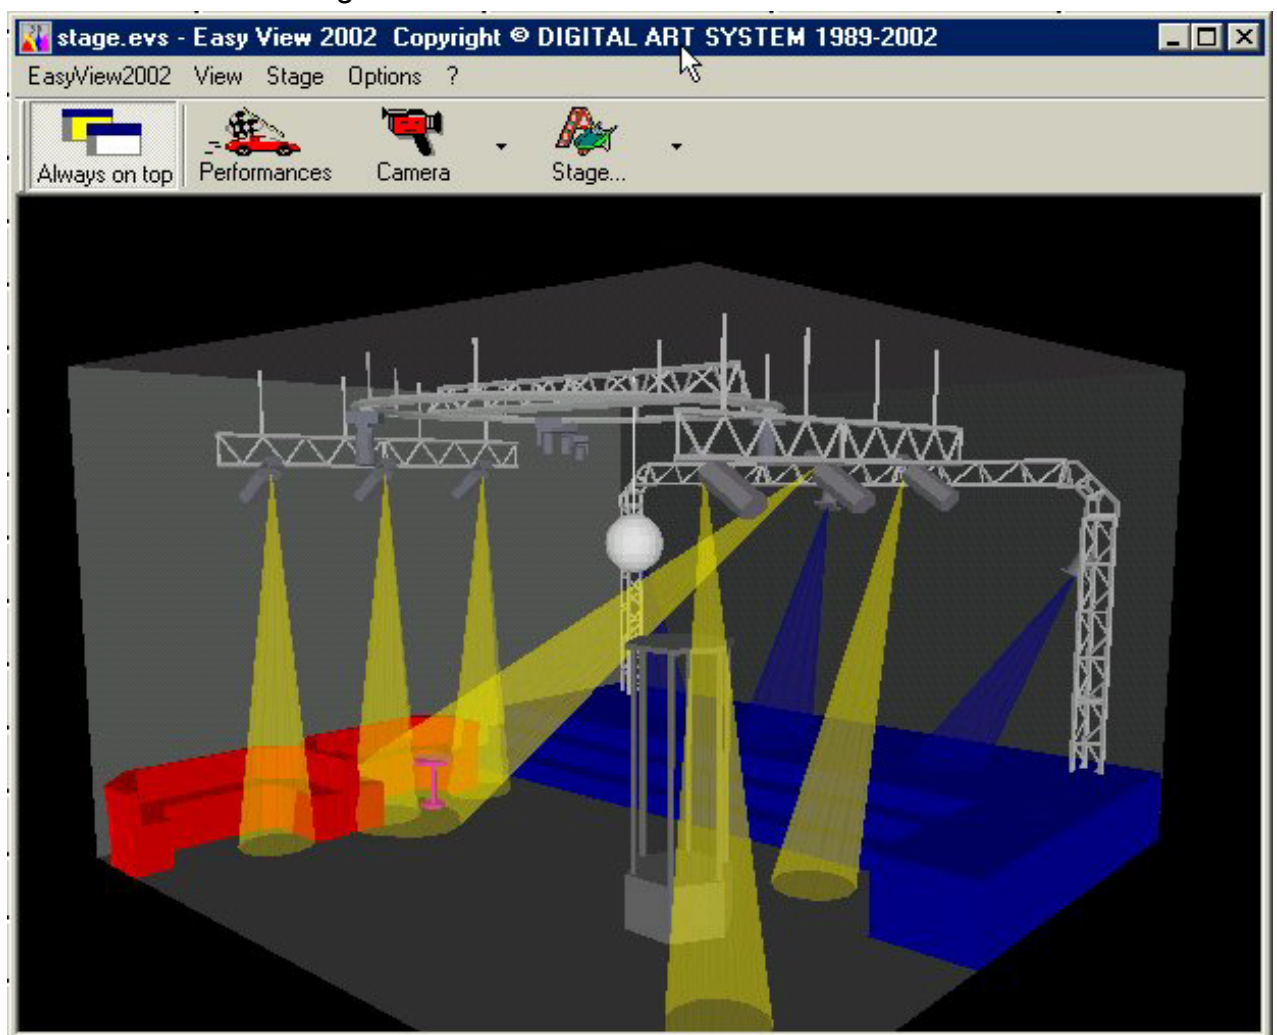 stage.evs - Easy View 2002 Copyright © DIGITAL ART SYSTEM 1989-2002
EasyView2002 View Stage Options ?
Always on top Performances Camera Stage...